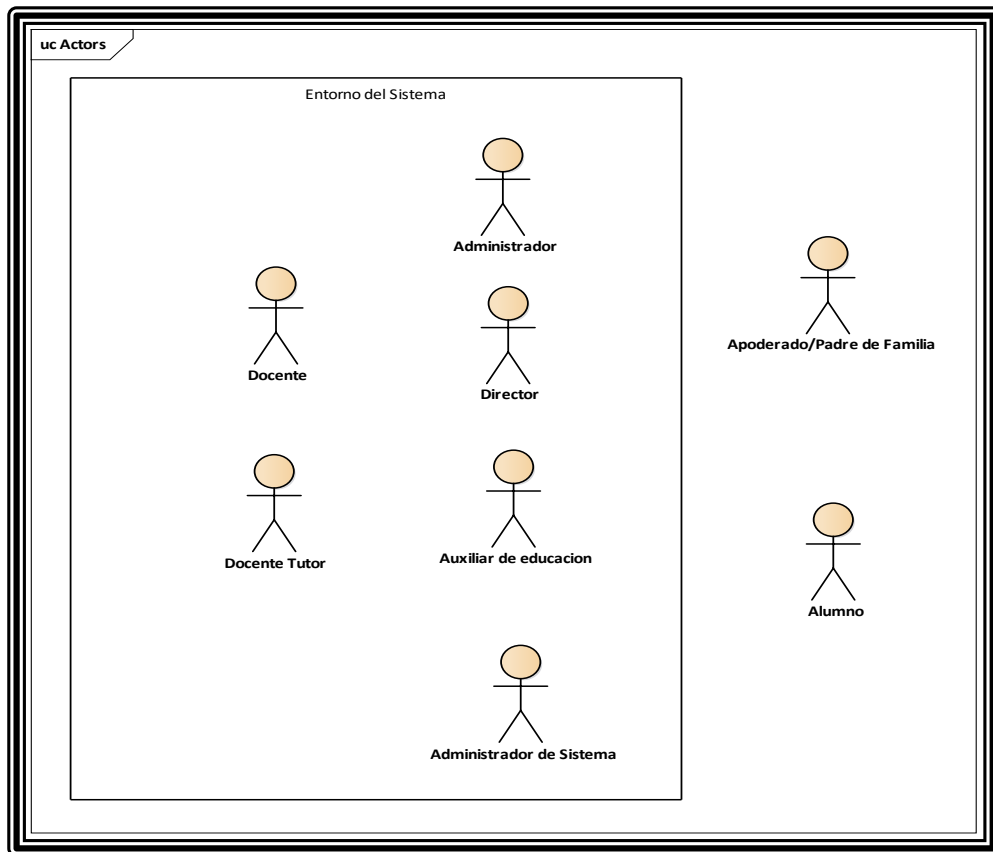 uc Actors
Entorno del Sistema
Administrador
Docente
Director
Apoderado/Padre de Familia
Docente Tutor
Auxiliar de educacion
Alumno
Administrador de Sistema